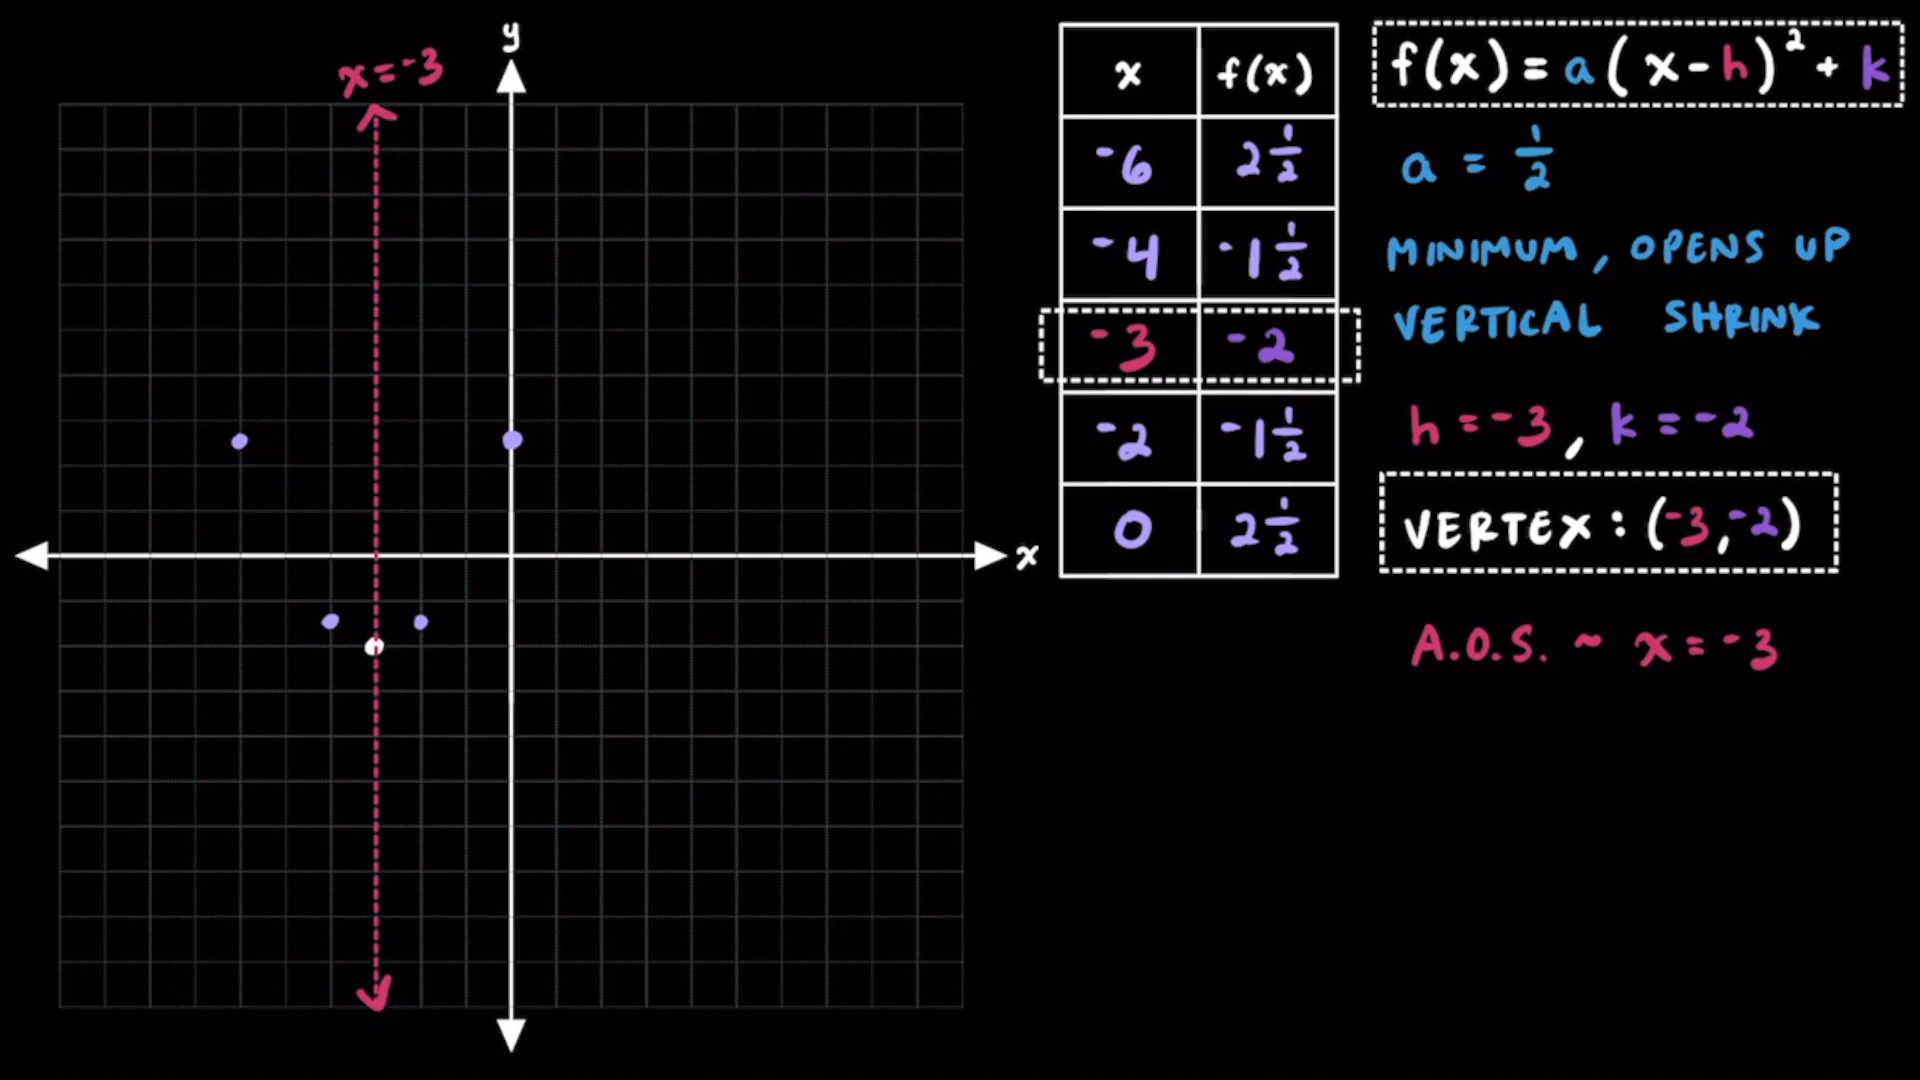 y
x=-3
x
x f(x)
-6 2 1/2
-4 -1 1/2
-3 -2
-2 -1 1/2
0 2 1/2
f(x) = a(x-h)² + k
a = 1/2
MINIMUM, OPENS UP
VERTICAL SHRINK
h=-3, k=-2
VERTEX: (-3,-2)
A.O.S. ~ x=-3